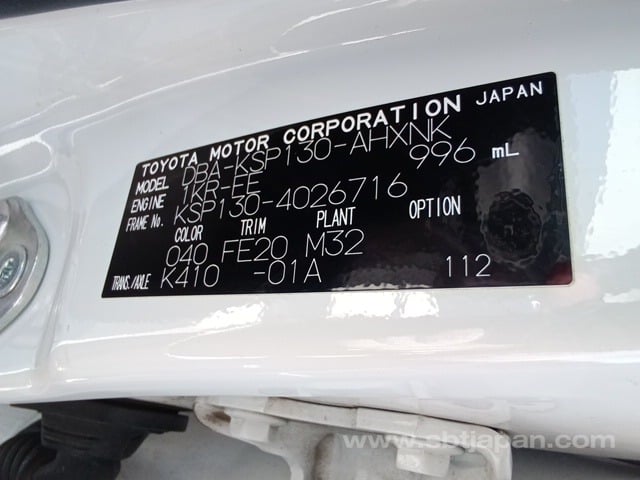 TOYOTA MOTOR CORPORATION JAPAN
MODEL DBA-KSP130-AHXNK
ENGINE 1KR-FE 996 mL
FRAME No. KSP130-4026716
COLOR TRIM PLANT OPTION
040 FE20 M32
TRANS./AXLE K410 -01A 112
www.sbtjapan.com